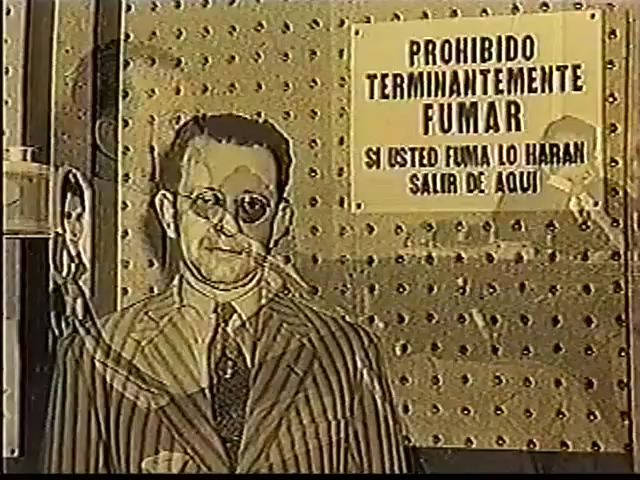 PROHIBIDO
TERMINANTEMENTE
FUMAR
SI USTED FUMA LO HARAN
SALIR DE AQUI